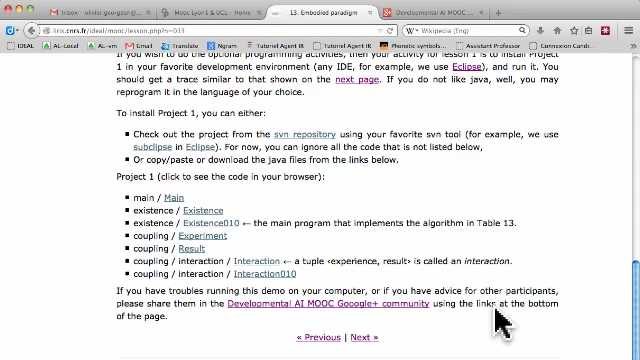 Inbox - olivier.georgeon@...
Mooc Lyon1 & UCL - Home
13. Embodied paradigm
Developmental AI MOOC ...
liris.cnrs.fr/ideal/mooc/lesson.php?n=013
Wikipedia (en)
IDEAL
AL-Local
AL-vm
Nurturant
Ngram
Tutoriel Agent IR
Tutoriel Agent IR
Phonetic symbols...
Assistant Professor
Connexion Candi...
If you wish to do the optional programming activities, then your activity for lesson 1 is to install Project
1 in your favorite development environment (any IDE, for example, we use Eclipse), and run it. You
should get a trace similar to that shown on the next page. If you do not like java, well, you may
reprogram it in the language of your choice.
To install Project 1, you can either:
Check out the project from the svn repository using your favorite svn tool (for example, we use
subclipse in Eclipse). For now, you can ignore all the code that is not listed below,
Or copy/paste or download the java files from the links below.
Project 1 (click to see the code in your browser):
main / Main
existence / Existence
existence / Existence010 ← the main program that implements the algorithm in Table 13.
coupling / Experiment
coupling / Result
coupling / interaction / Interaction ← a tuple ‹experience, result› is called an interaction.
coupling / interaction / Interaction010
If you have troubles running this demo on your computer, or if you have advice for other participants,
please share them in the Developmental AI MOOC Gooogle+ community using the links at the bottom
of the page.
« Previous | Next »